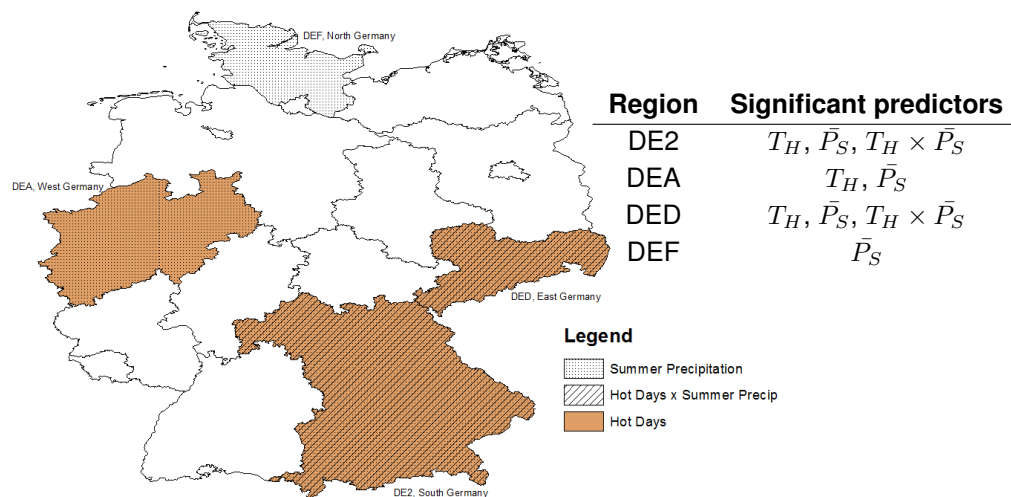 DEF, North Germany
DEA, West Germany
DED, East Germany
DE2, South Germany
Region Significant predictors
DE2 T_H, P̄_S, T_H × P̄_S
DEA T_H, P̄_S
DED T_H, P̄_S, T_H × P̄_S
DEF P̄_S
Legend
Summer Precipitation
Hot Days x Summer Precip
Hot Days